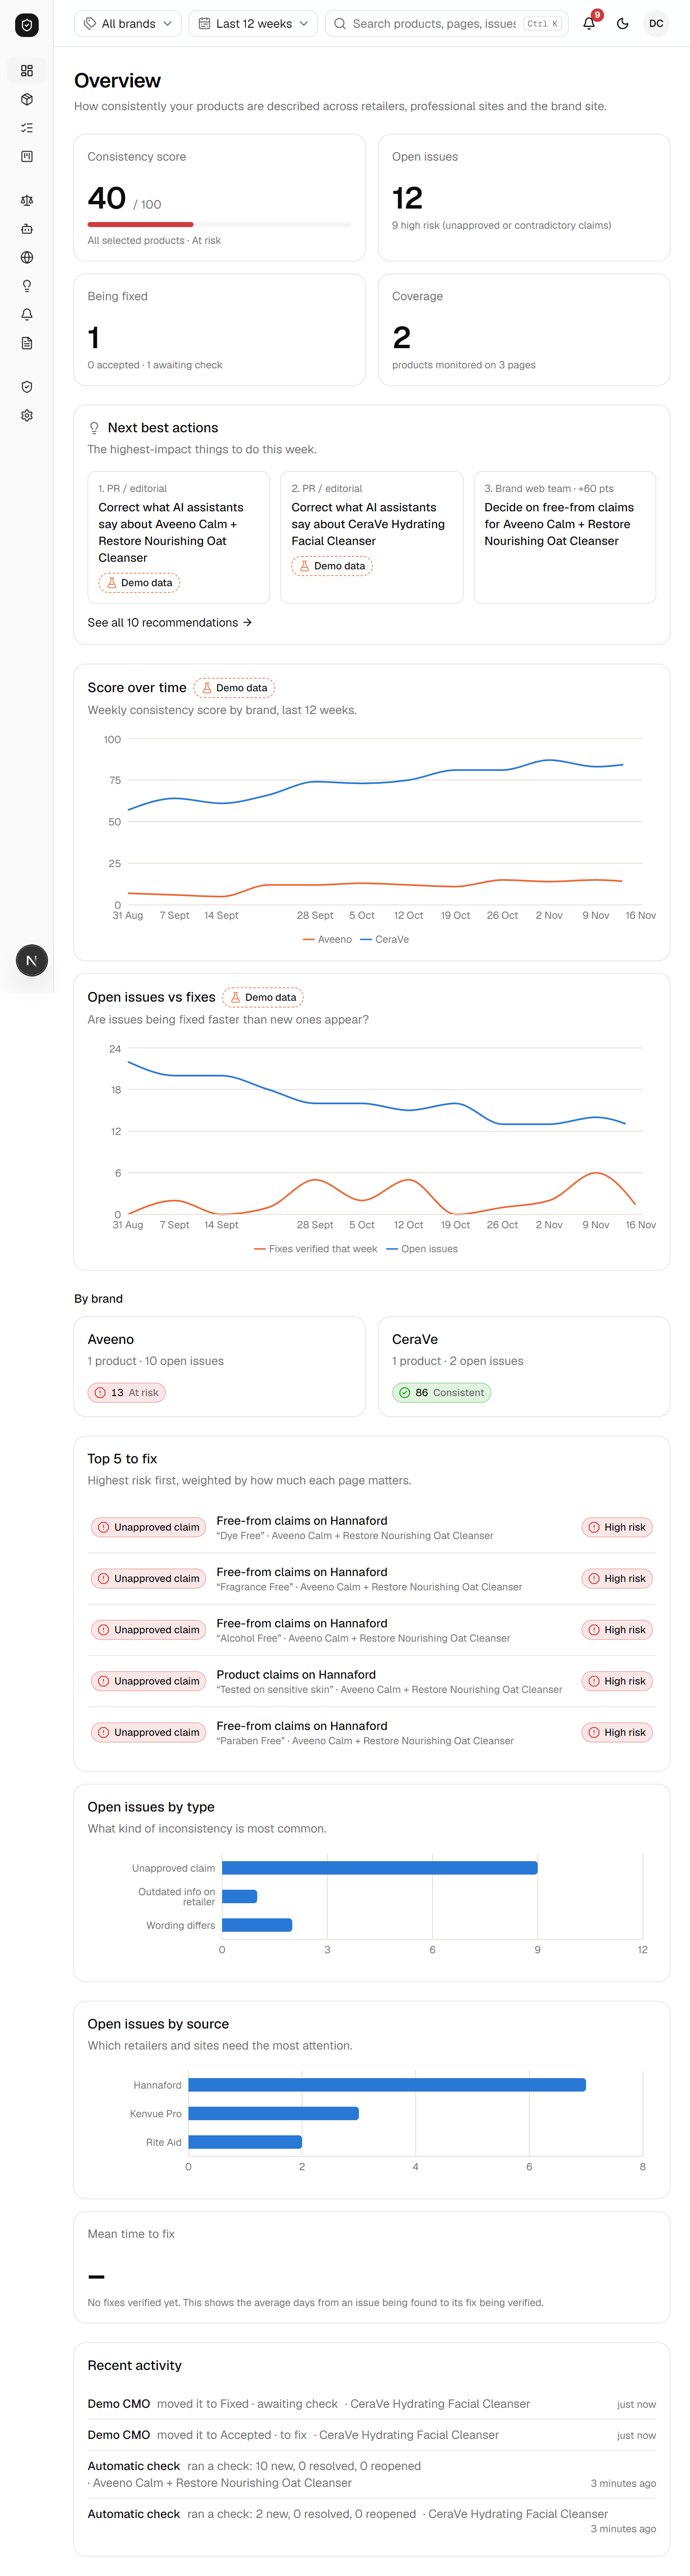 All brands
Last 12 weeks
Search products, pages, issues
Ctrl K
9
DC
Overview
How consistently your products are described across retailers, professional sites and the brand site.
Consistency score
40 / 100
All selected products · At risk
Open issues
12
9 high risk (unapproved or contradictory claims)
Being fixed
1
0 accepted · 1 awaiting check
Coverage
2
products monitored on 3 pages
Next best actions
The highest-impact things to do this week.
1. PR / editorial
Correct what AI assistants
say about Aveeno Calm +
Restore Nourishing Oat
Cleanser
Demo data
2. PR / editorial
Correct what AI assistants
say about CeraVe Hydrating
Facial Cleanser
Demo data
3. Brand web team · +60 pts
Decide on free-from claims
for Aveeno Calm + Restore
Nourishing Oat Cleanser
See all 10 recommendations →
Score over time
Demo data
Weekly consistency score by brand, last 12 weeks.
100
75
50
25
0
31 Aug 7 Sept 14 Sept 28 Sept 5 Oct 12 Oct 19 Oct 26 Oct 2 Nov 9 Nov 16 Nov
Aveeno CeraVe
N
Open issues vs fixes
Demo data
Are issues being fixed faster than new ones appear?
24
18
12
6
0
31 Aug 7 Sept 14 Sept 28 Sept 5 Oct 12 Oct 19 Oct 26 Oct 2 Nov 9 Nov 16 Nov
Fixes verified that week Open issues
By brand
Aveeno
1 product · 10 open issues
13 At risk
CeraVe
1 product · 2 open issues
86 Consistent
Top 5 to fix
Highest risk first, weighted by how much each page matters.
Unapproved claim
Free-from claims on Hannaford
“Dye Free” · Aveeno Calm + Restore Nourishing Oat Cleanser
High risk
Unapproved claim
Free-from claims on Hannaford
“Fragrance Free” · Aveeno Calm + Restore Nourishing Oat Cleanser
High risk
Unapproved claim
Free-from claims on Hannaford
“Alcohol Free” · Aveeno Calm + Restore Nourishing Oat Cleanser
High risk
Unapproved claim
Product claims on Hannaford
“Tested on sensitive skin” · Aveeno Calm + Restore Nourishing Oat Cleanser
High risk
Unapproved claim
Free-from claims on Hannaford
“Paraben Free” · Aveeno Calm + Restore Nourishing Oat Cleanser
High risk
Open issues by type
What kind of inconsistency is most common.
Unapproved claim
Outdated info on
retailer
Wording differs
0 3 6 9 12
Open issues by source
Which retailers and sites need the most attention.
Hannaford
Kenvue Pro
Rite Aid
0 2 4 6 8
Mean time to fix
–
No fixes verified yet. This shows the average days from an issue being found to its fix being verified.
Recent activity
Demo CMO moved it to Fixed · awaiting check · CeraVe Hydrating Facial Cleanser
just now
Demo CMO moved it to Accepted · to fix · CeraVe Hydrating Facial Cleanser
just now
Automatic check ran a check: 10 new, 0 resolved, 0 reopened
· Aveeno Calm + Restore Nourishing Oat Cleanser
3 minutes ago
Automatic check ran a check: 2 new, 0 resolved, 0 reopened · CeraVe Hydrating Facial Cleanser
3 minutes ago